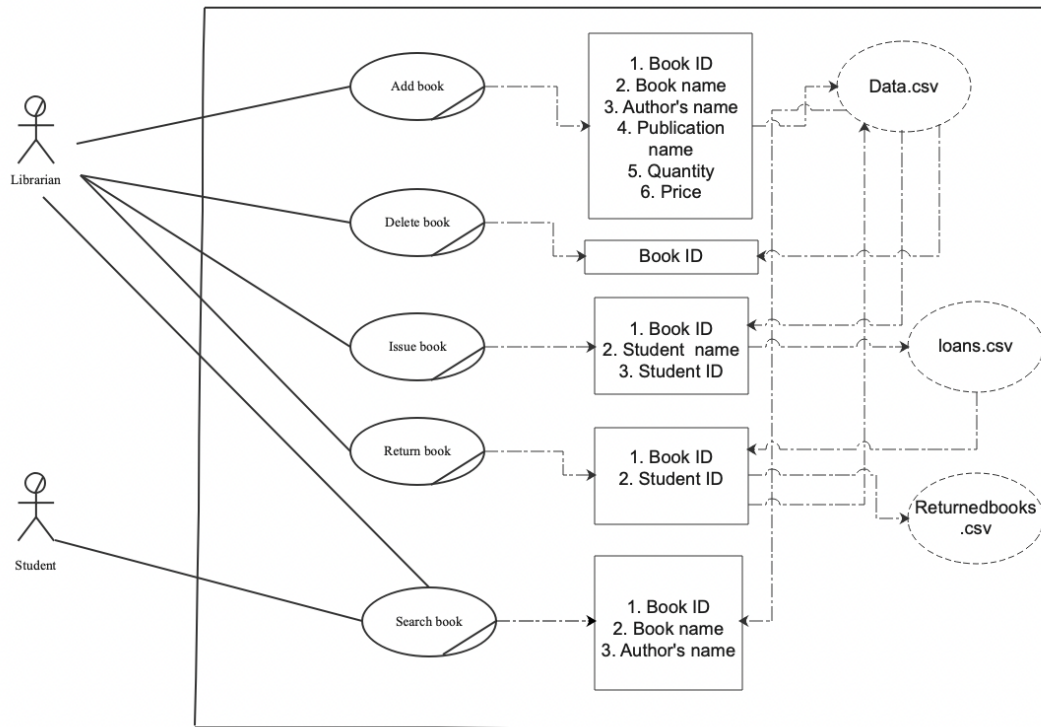 Librarian
Student
Add book
Delete book
Issue book
Return book
Search book
1. Book ID
2. Book name
3. Author's name
4. Publication
name
5. Quantity
6. Price
Book ID
1. Book ID
2. Student name
3. Student ID
1. Book ID
2. Student ID
1. Book ID
2. Book name
3. Author's name
Data.csv
loans.csv
Returnedbooks
.csv